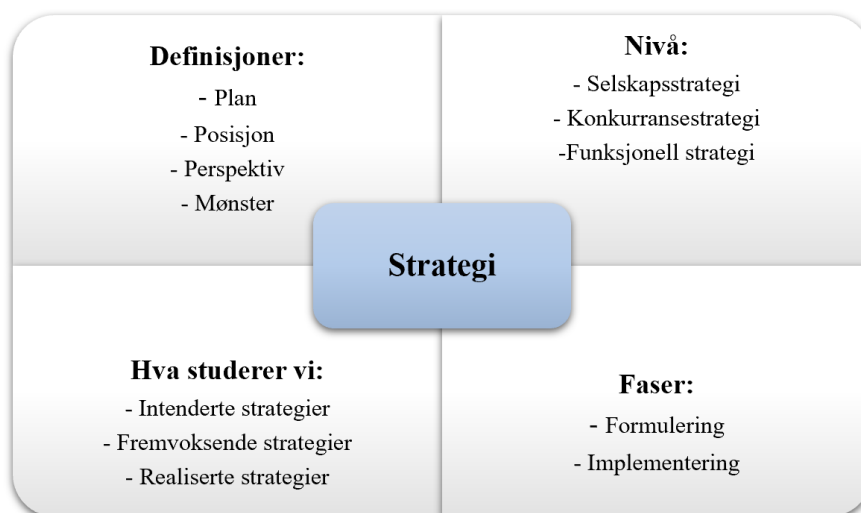 Definisjoner:
- Plan
- Posisjon
- Perspektiv
- Mønster
Nivå:
- Selskapsstrategi
- Konkurransestrategi
-Funksjonell strategi
Strategi
Hva studerer vi:
- Intenderte strategier
- Fremvoksende strategier
- Realiserte strategier
Faser:
- Formulering
- Implementering